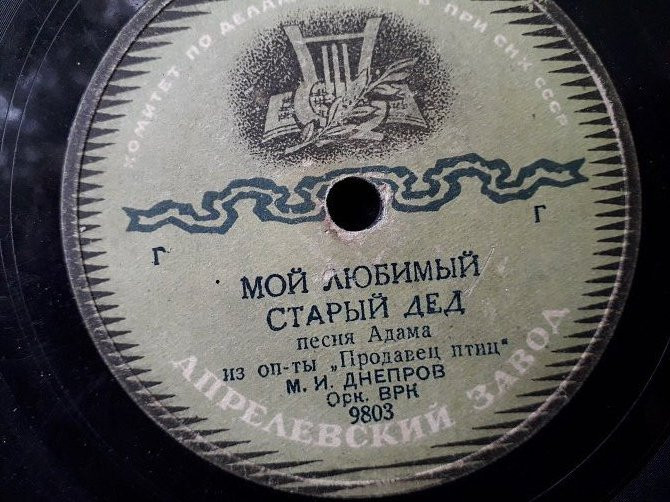 КОМИТЕТ ПО ДЕЛАМ ПРИ СНК СССР
Г Г
МОЙ ЛЮБИМЫЙ
СТАРЫЙ ДЕД
песня Адама
из оп-ты „Продавец птиц"
М. И. ДНЕПРОВ
Орк. ВРК
9803
АПРЕЛЕВСКИЙ ЗАВОД